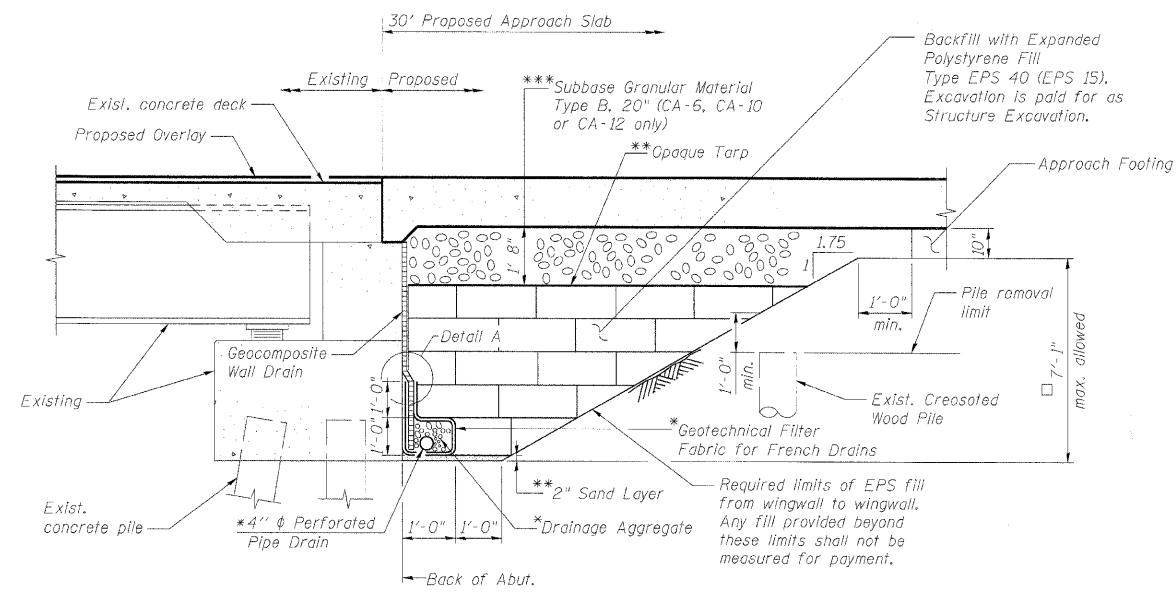 30' Proposed Approach Slab
Backfill with Expanded
Polystyrene Fill
Type EPS 40 (EPS 15).
Excavation is paid for as
Structure Excavation.
Existing
Proposed
***Subbase Granular Material
Type B, 20" (CA-6, CA-10
or CA-12 only)
Exist. concrete deck
Proposed Overlay
**Opaque Tarp
Approach Footing
1.75
1
10"
1' 8"
1'-0"
min.
Pile removal
limit
Detail A
Geocomposite
Wall Drain
1'-0"
min.
7'-1"
max. allowed
Existing
1'-0"
1'-0"
Exist. Creosoted
Wood Pile
*Geotechnical Filter
Fabric for French Drains
**2" Sand Layer
Required limits of EPS fill
from wingwall to wingwall.
Any fill provided beyond
these limits shall not be
measured for payment.
Exist.
concrete pile
*4" ϕ Perforated
Pipe Drain
1'-0"
1'-0"
*Drainage Aggregate
Back of Abut.